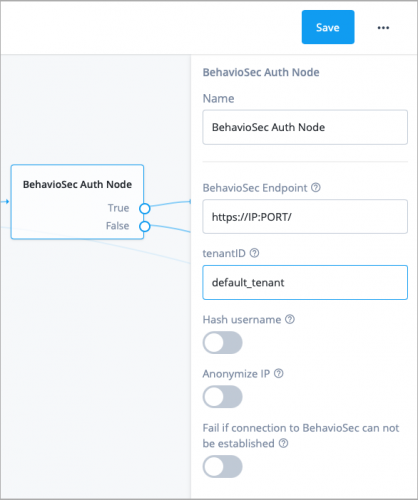 Save
BehavioSec Auth Node
Name
BehavioSec Auth Node
BehavioSec Auth Node
True
False
BehavioSec Endpoint
https://IP:PORT/
tenantID
default_tenant
Hash username
Anonymize IP
Fail if connection to BehavioSec can not
be established